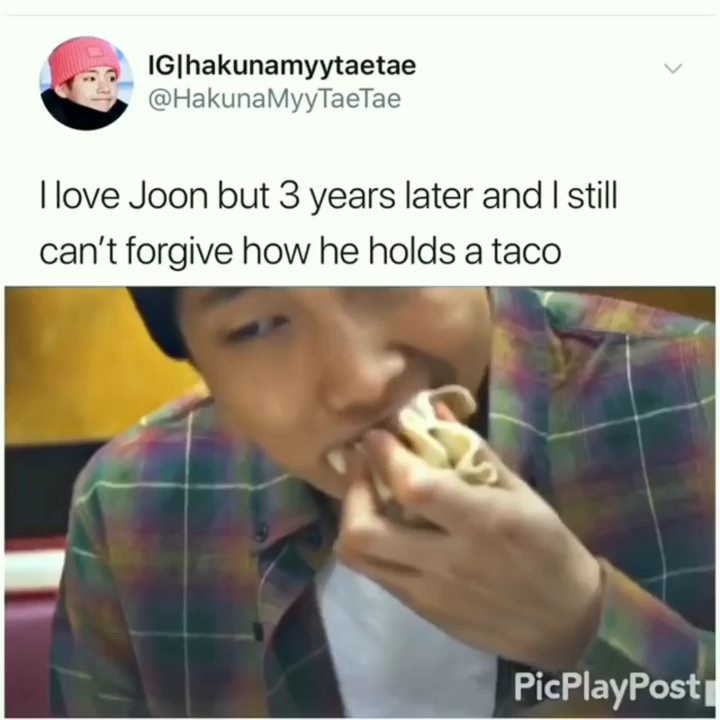 IG|hakunamyytaetae
@HakunaMyyTaeTae
I love Joon but 3 years later and I still
can't forgive how he holds a taco
PicPlayPost